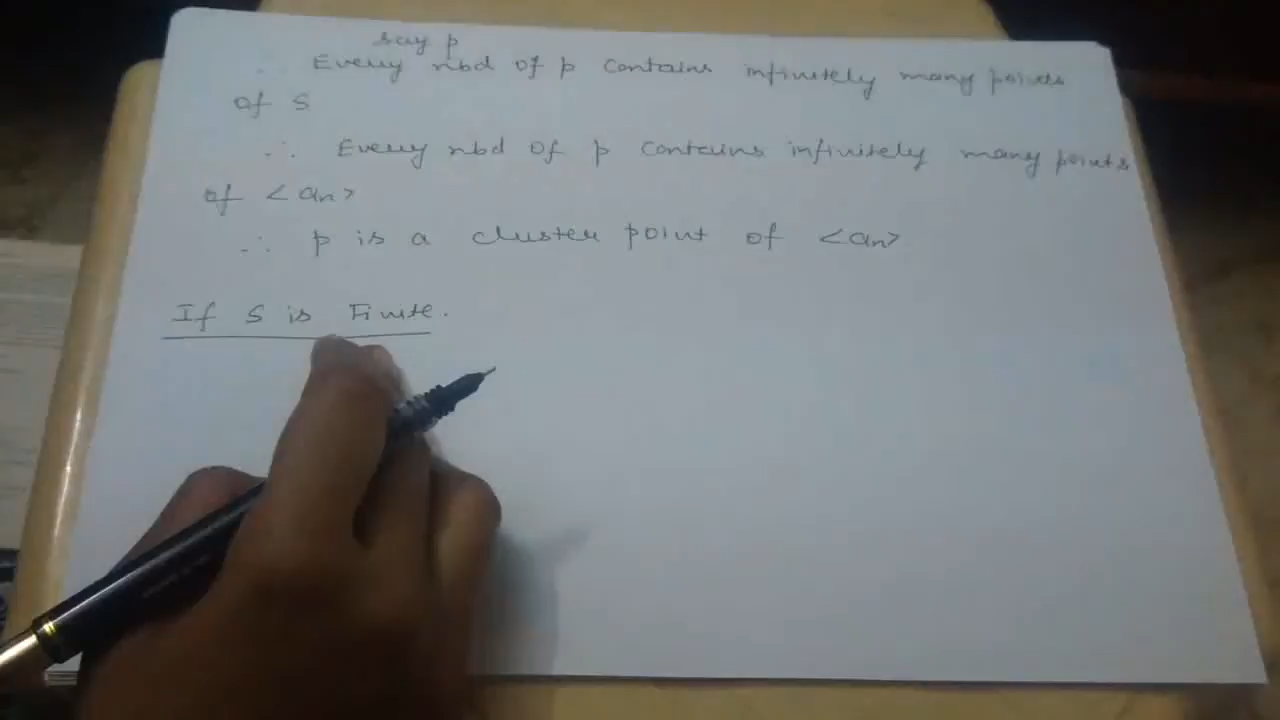 say p
∴ Every nbd of p contains infinitely many points
of S
∴ Every nbd of p contains infinitely many points
of <an>
∴ p is a cluster point of <an>
If S is Finite.